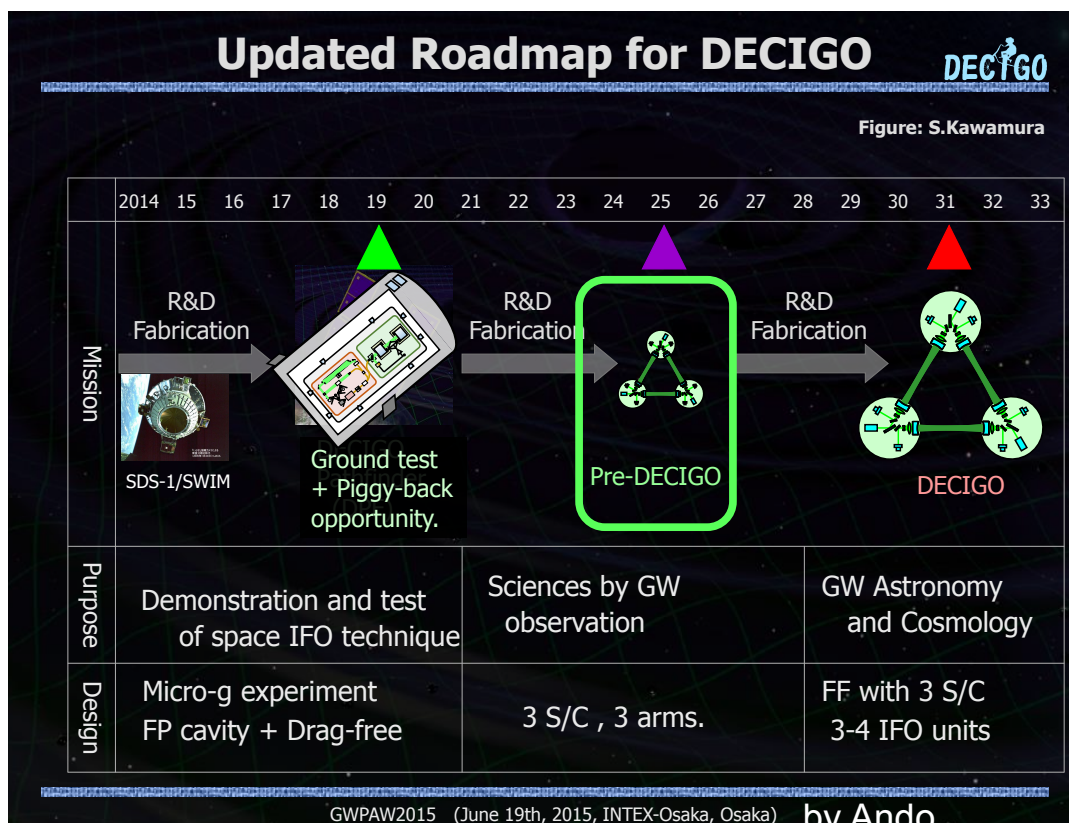 Updated Roadmap for DECIGO
DECIGO
Figure: S.Kawamura
2014 15 16 17 18 19 20 21 22 23 24 25 26 27 28 29 30 31 32 33
Mission
R&D
Fabrication
R&D
Fabrication
R&D
Fabrication
SDS-1/SWIM
Ground test
+ Piggy-back
opportunity.
Pre-DECIGO
DECIGO
Purpose
Demonstration and test
of space IFO technique
Sciences by GW
observation
GW Astronomy
and Cosmology
Design
Micro-g experiment
FP cavity + Drag-free
3 S/C , 3 arms.
FF with 3 S/C
3-4 IFO units
GWPAW2015 (June 19th, 2015, INTEX-Osaka, Osaka)
by Ando